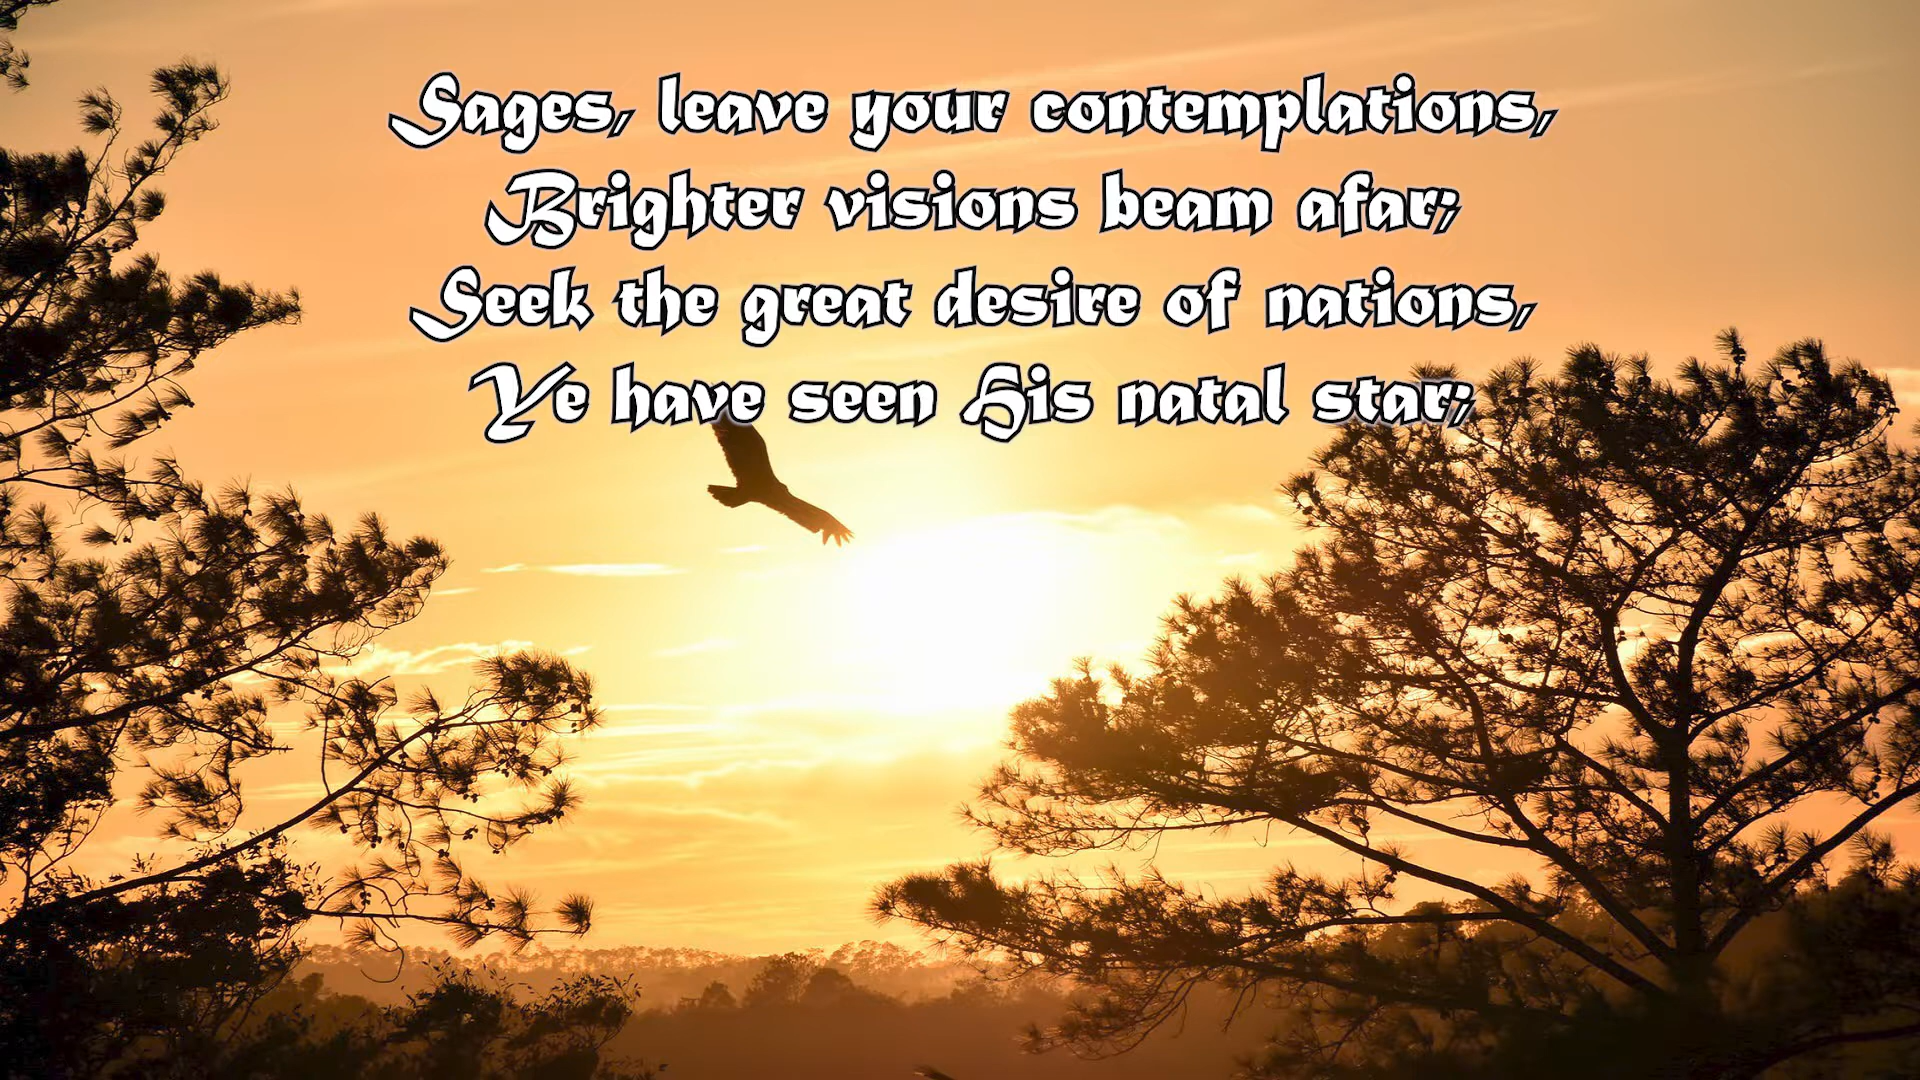 Sages, leave your contemplations,
Brighter visions beam afar;
Seek the great desire of nations,
Ye have seen His natal star;